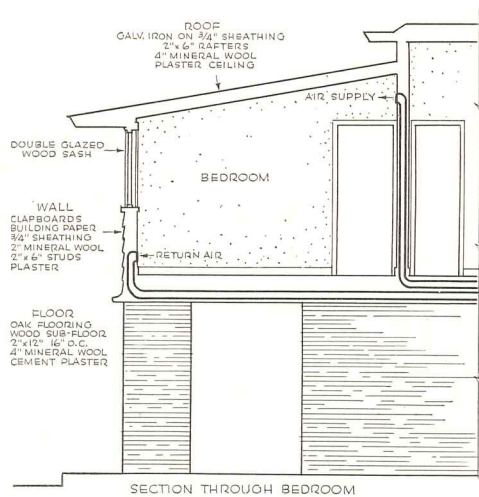 ROOF
GALV. IRON ON 3/4" SHEATHING
2"x 6" RAFTERS
4" MINERAL WOOL
PLASTER CEILING
AIR SUPPLY
DOUBLE GLAZED
WOOD SASH
BEDROOM
WALL
CLAPBOARDS
BUILDING PAPER
3/4" SHEATHING
2" MINERAL WOOL
2"x 6" STUDS
PLASTER
RETURN AIR
FLOOR
OAK FLOORING
WOOD SUB-FLOOR
2"x12" 16" O.C.
4" MINERAL WOOL
CEMENT PLASTER
SECTION THROUGH BEDROOM